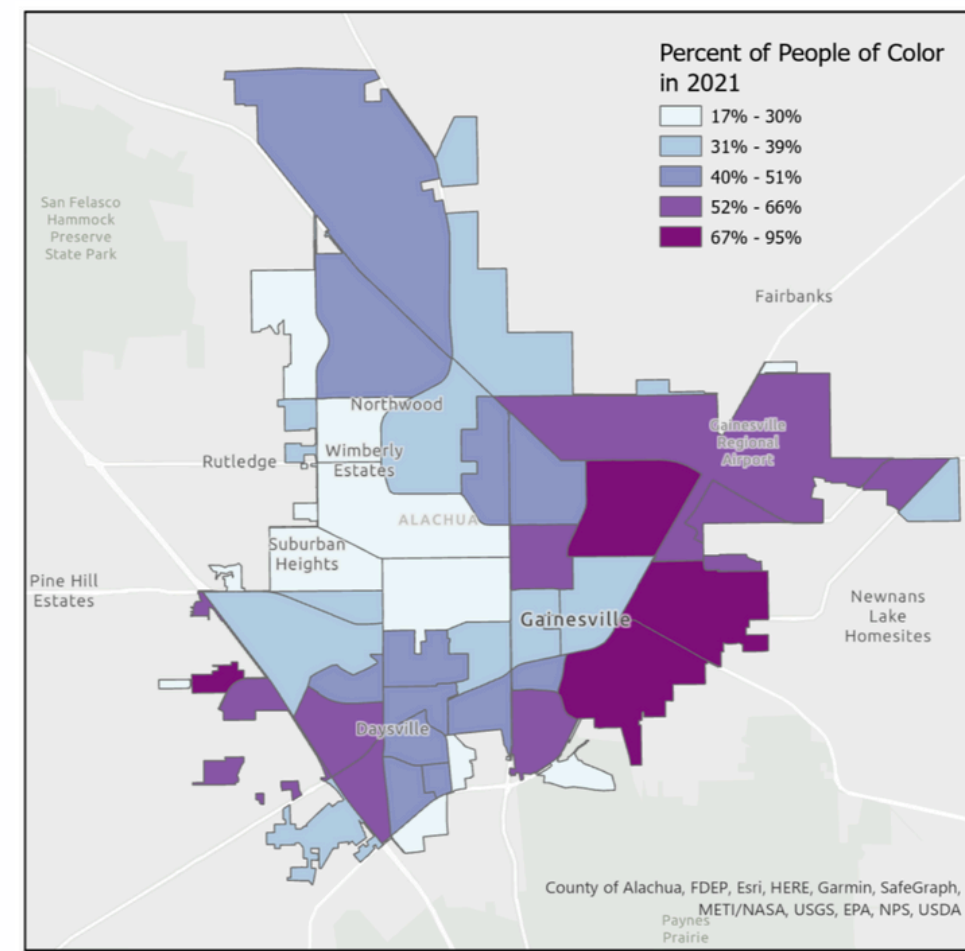 Percent of People of Color
in 2021
17% - 30%
31% - 39%
40% - 51%
52% - 66%
67% - 95%
San Felasco
Hammock
Preserve
State Park
Fairbanks
Northwood
Gainesville
Regional
Airport
Wimberly
Estates
Rutledge
ALACHUA
Suburban
Heights
Pine Hill
Estates
Newnans
Lake
Homesites
Gainesville
Daysville
County of Alachua, FDEP, Esri, HERE, Garmin, SafeGraph,
METI/NASA, USGS, EPA, NPS, USDA
Paynes
Prairie